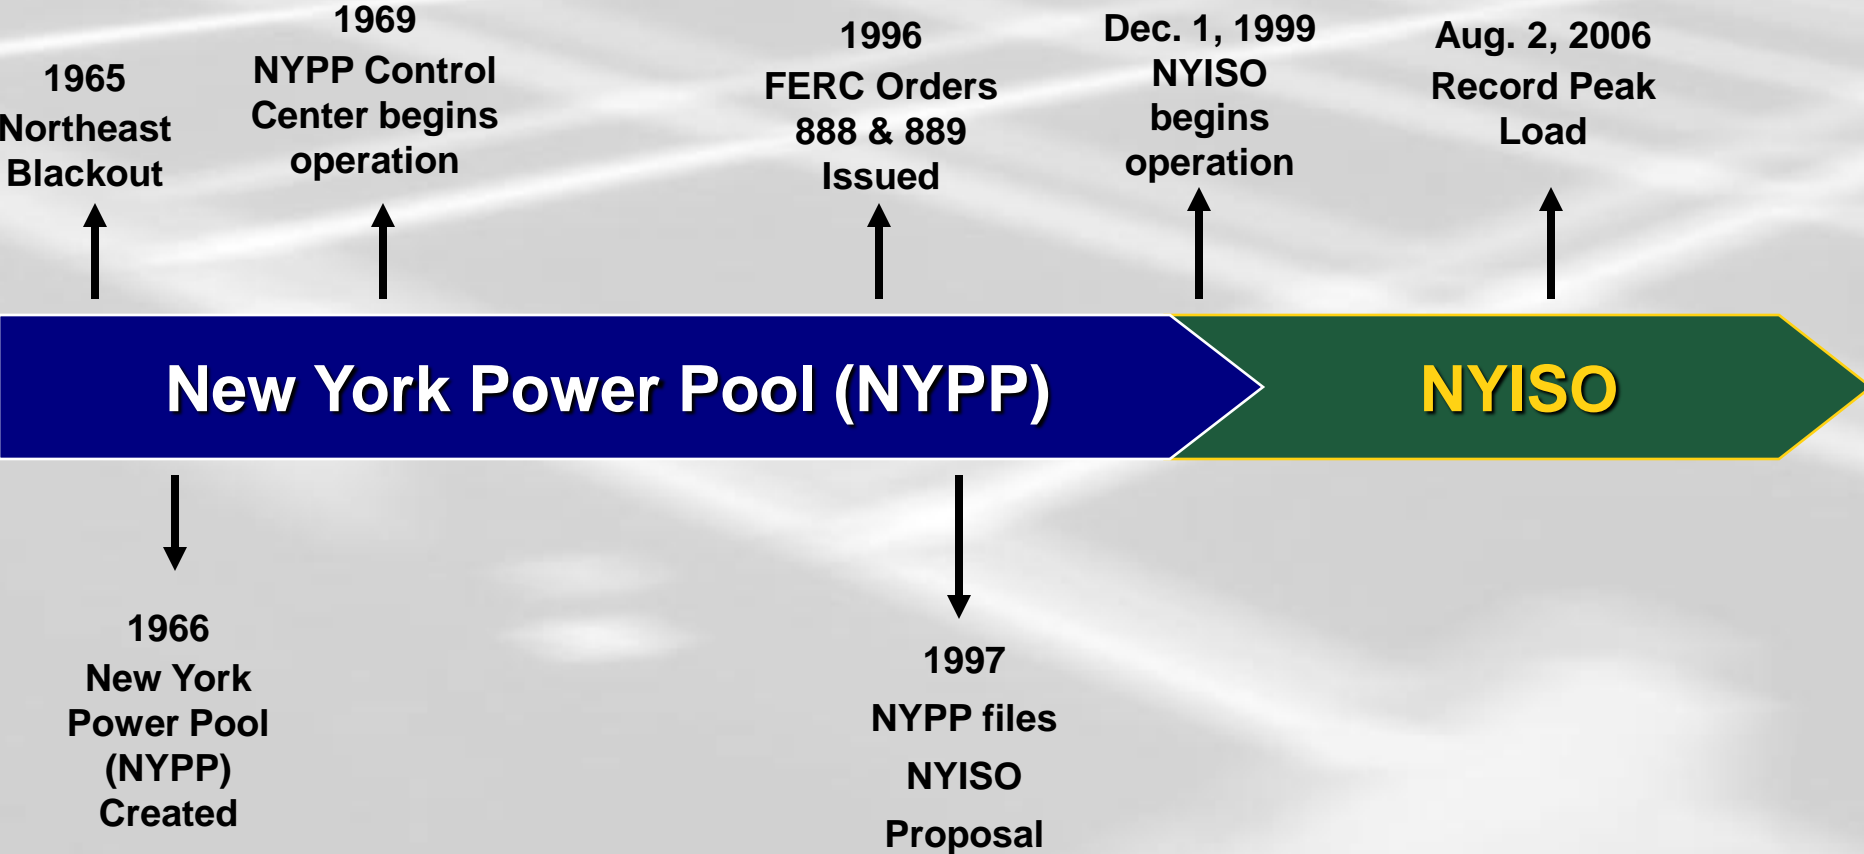 1965
Northeast
Blackout
1969
NYPP Control
Center begins
operation
1996
FERC Orders
888 & 889
Issued
Dec. 1, 1999
NYISO
begins
operation
Aug. 2, 2006
Record Peak
Load
New York Power Pool (NYPP)
NYISO
1966
New York
Power Pool
(NYPP)
Created
1997
NYPP files
NYISO
Proposal